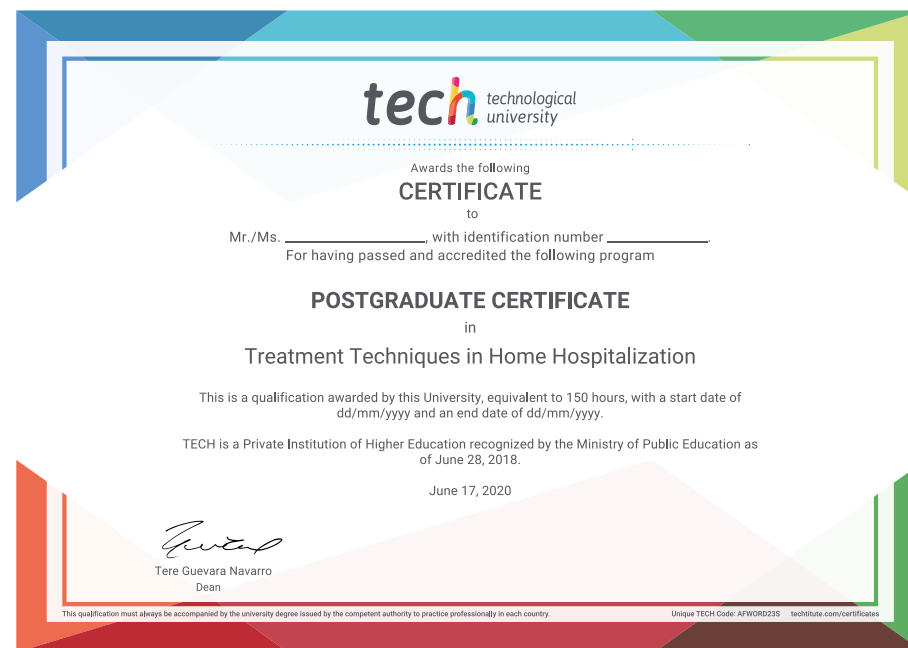 tech technological
university
Awards the following
CERTIFICATE
to
Mr./Ms. ____________________, with identification number ______________.
For having passed and accredited the following program
POSTGRADUATE CERTIFICATE
in
Treatment Techniques in Home Hospitalization
This is a qualification awarded by this University, equivalent to 150 hours, with a start date of
dd/mm/yyyy and an end date of dd/mm/yyyy.
TECH is a Private Institution of Higher Education recognized by the Ministry of Public Education as
of June 28, 2018.
June 17, 2020
Tere Guevara Navarro
Dean
This qualification must always be accompanied by the university degree issued by the competent authority to practice professionally in each country. Unique TECH Code: AFWORD23S techtitute.com/certificates